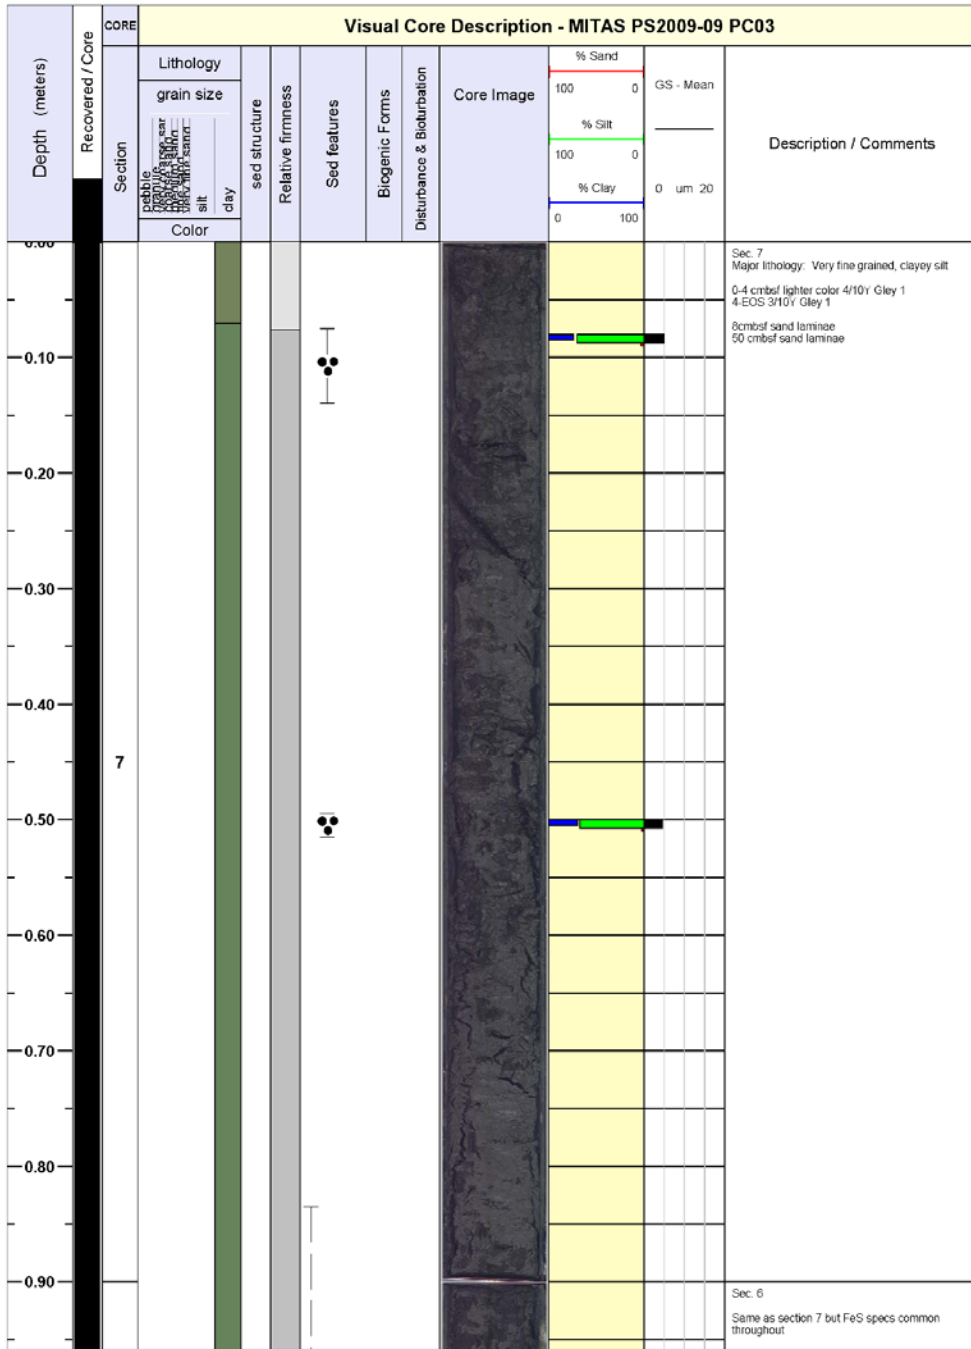 CORE
Visual Core Description - MITAS PS2009-09 PC03
Depth (meters)
Recovered / Core
Section
Lithology
grain size
pebble
granule
silt
clay
Color
sed structure
Relative firmness
Sed features
Biogenic Forms
Disturbance & Bioturbation
Core Image
% Sand
100 0
% Silt
100 0
% Clay
0 100
GS - Mean
0 um 20
Description / Comments
0.00
0.10
0.20
0.30
0.40
0.50
0.60
0.70
0.80
0.90
7
Sec. 7
Major lithology: Very fine grained, clayey silt
0-4 cmbsf lighter color 4/10Y Gley 1
4-EOS 3/10Y Gley 1
8cmbsf sand laminae
50 cmbsf sand laminae
Sec. 6
Same as section 7 but FeS specs common
throughout